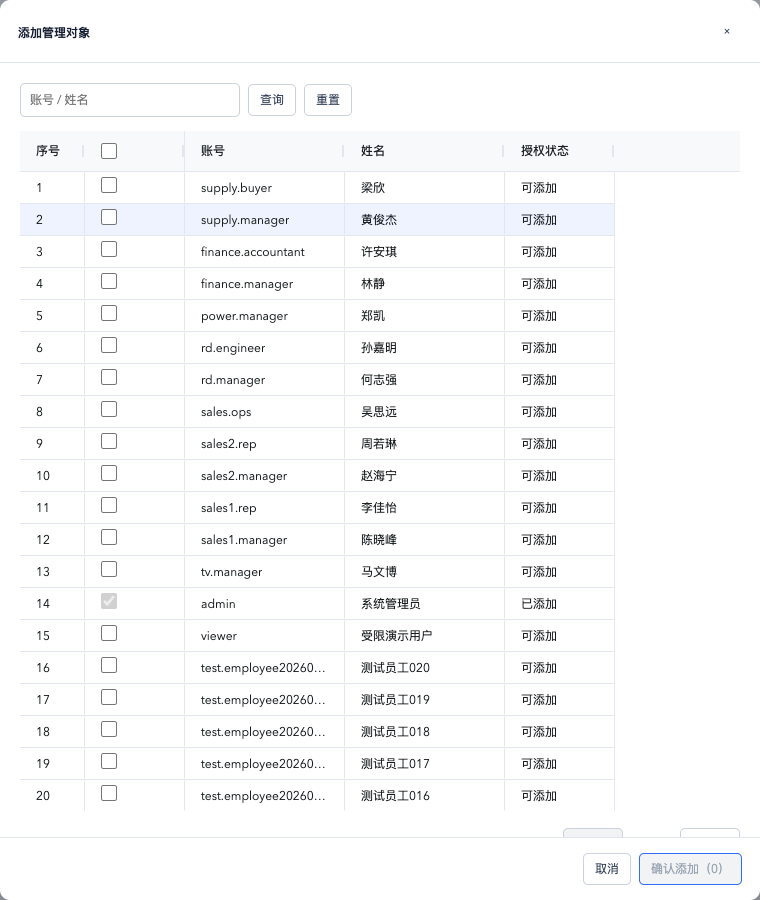 添加管理对象
×
账号 / 姓名 查询 重置
序号 账号 姓名 授权状态
1 supply.buyer 梁欣 可添加
2 supply.manager 黄俊杰 可添加
3 finance.accountant 许安琪 可添加
4 finance.manager 林静 可添加
5 power.manager 郑凯 可添加
6 rd.engineer 孙嘉明 可添加
7 rd.manager 何志强 可添加
8 sales.ops 吴思远 可添加
9 sales2.rep 周若琳 可添加
10 sales2.manager 赵海宁 可添加
11 sales1.rep 李佳怡 可添加
12 sales1.manager 陈晓峰 可添加
13 tv.manager 马文博 可添加
14 admin 系统管理员 已添加
15 viewer 受限演示用户 可添加
16 test.employee20260... 测试员工020 可添加
17 test.employee20260... 测试员工019 可添加
18 test.employee20260... 测试员工018 可添加
19 test.employee20260... 测试员工017 可添加
20 test.employee20260... 测试员工016 可添加
取消 确认添加（0）